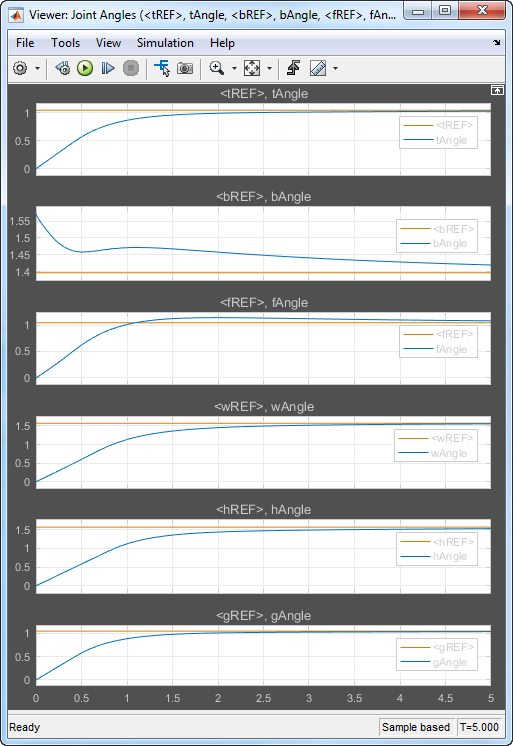 Viewer: Joint Angles (<tREF>, tAngle, <bREF>, bAngle, <fREF>, fAn...
File Tools View Simulation Help
<tREF>, tAngle
1
0.5
0
<tREF>
tAngle
<bREF>, bAngle
1.55
1.5
1.45
1.4
<bREF>
bAngle
<fREF>, fAngle
1
0.5
0
<fREF>
fAngle
<wREF>, wAngle
1.5
1
0.5
0
<wREF>
wAngle
<hREF>, hAngle
1.5
1
0.5
0
<hREF>
hAngle
<gREF>, gAngle
1
0.5
0
<gREF>
gAngle
0 0.5 1 1.5 2 2.5 3 3.5 4 4.5 5
Ready Sample based T=5.000